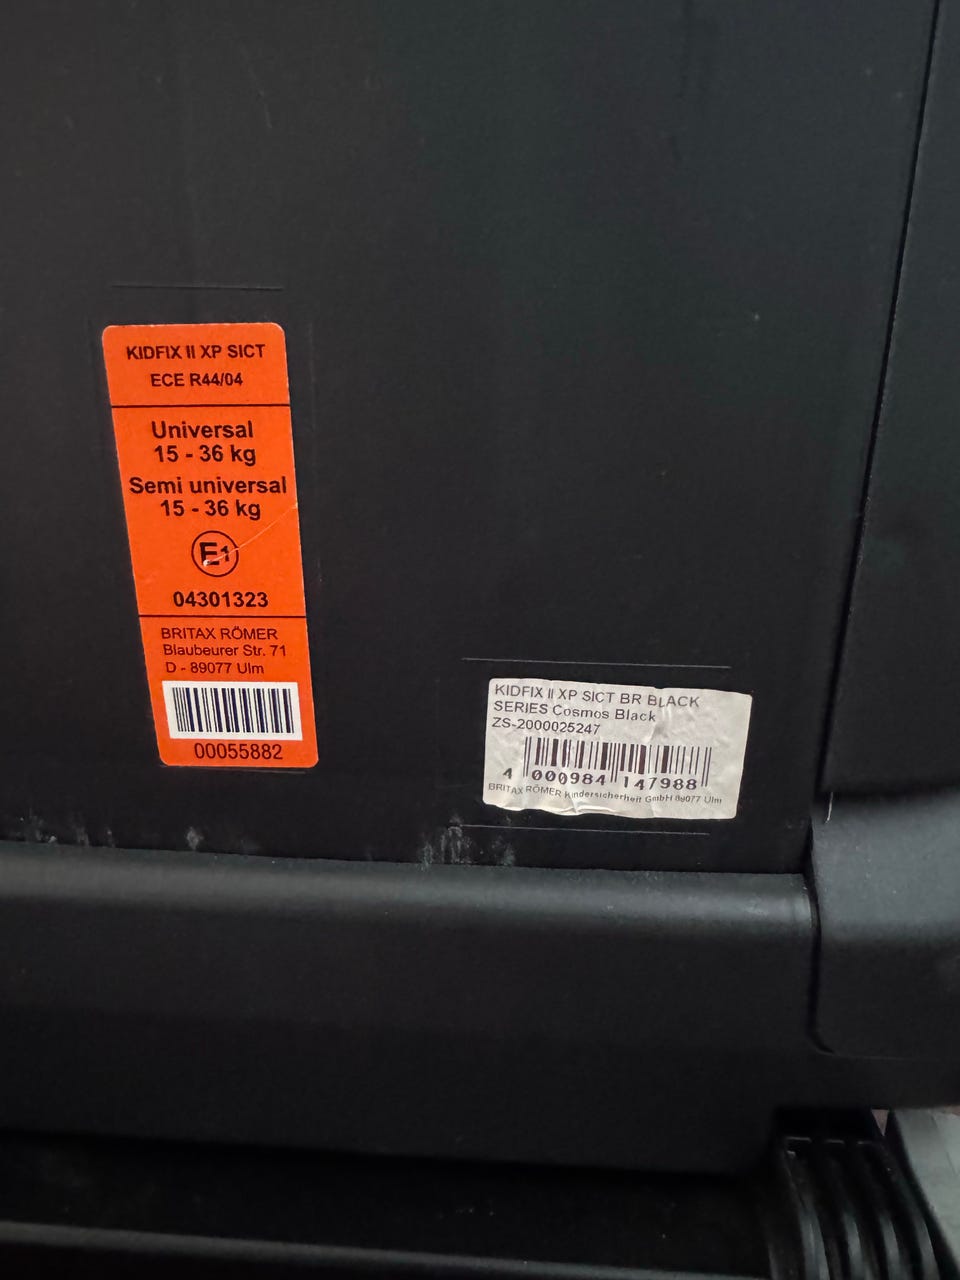 KIDFIX II XP SICT
ECE R44/04
Universal
15 - 36 kg
Semi universal
15 - 36 kg
E1
04301323
BRITAX RÖMER
Blaubeurer Str. 71
D - 89077 Ulm
00055882
KIDFIX II XP SICT BR BLACK
SERIES Cosmos Black
ZS-2000025247
4 000984 147988
BRITAX RÖMER Kindersicherheit GmbH 89077 Ulm